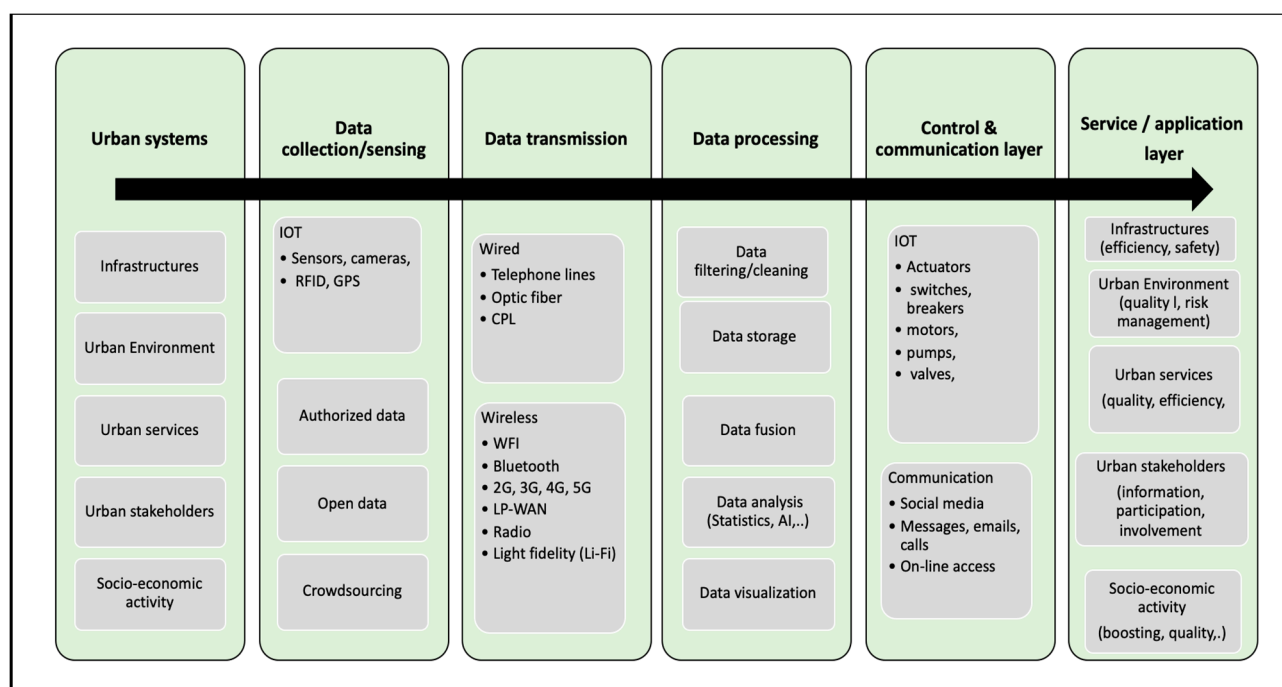 Urban systems
Infrastructures
Urban Environment
Urban services
Urban stakeholders
Socio-economic
activity
Data
collection/sensing
IOT
• Sensors, cameras,
• RFID, GPS
Authorized data
Open data
Crowdsourcing
Data transmission
Wired
• Telephone lines
• Optic fiber
• CPL
Wireless
• WFI
• Bluetooth
• 2G, 3G, 4G, 5G
• LP-WAN
• Radio
• Light fidelity (Li-Fi)
Data processing
Data
filtering/cleaning
Data storage
Data fusion
Data analysis
(Statistics, AI,..)
Data visualization
Control &
communication layer
IOT
• Actuators
• switches,
breakers
• motors,
• pumps,
• valves,
Communication
• Social media
• Messages, emails,
calls
• On-line access
Service / application
layer
Infrastructures
(efficiency, safety)
Urban Environment
(quality l, risk
management)
Urban services
(quality, efficiency,
Urban stakeholders
(information,
participation,
involvement
Socio-economic
activity
(boosting, quality,.)